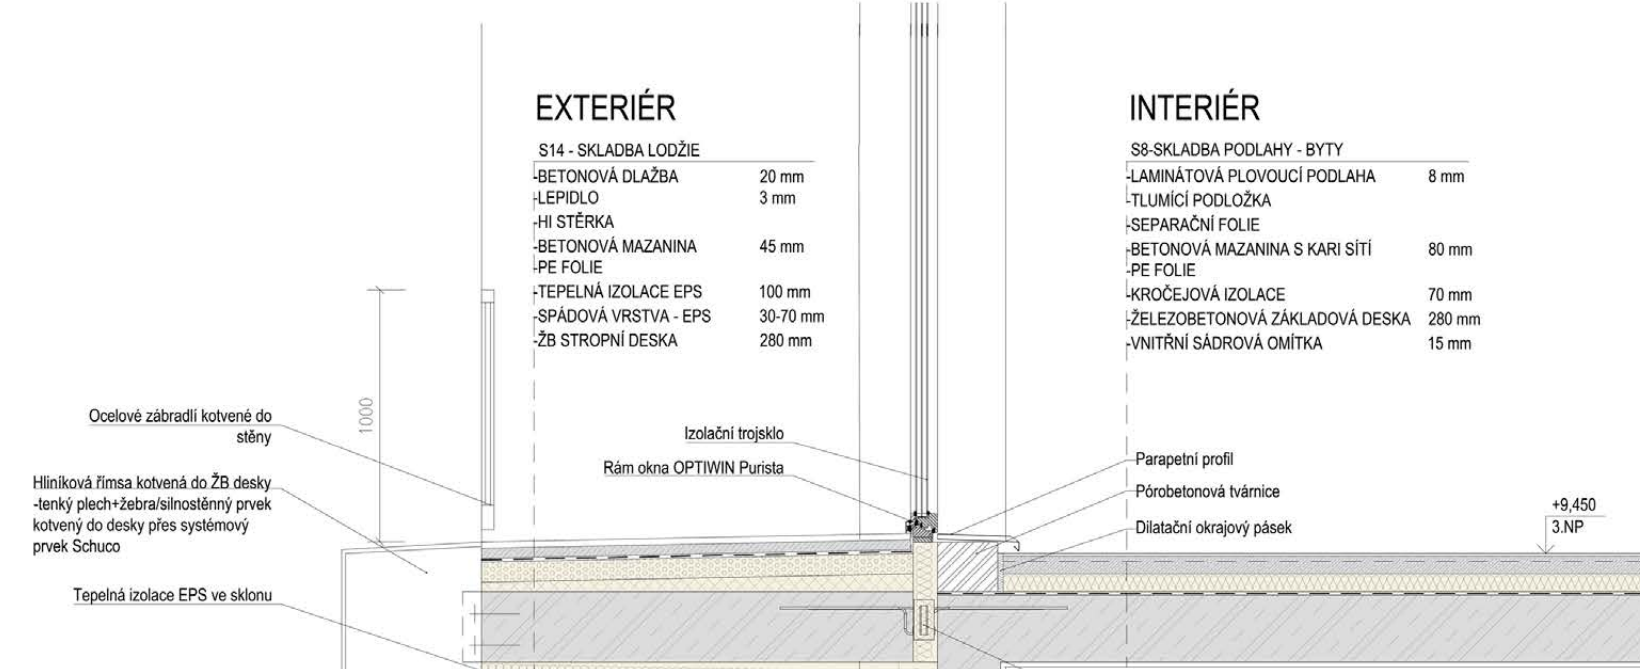 EXTERIÉR
S14 - SKLADBA LODŽIE
-BETONOVÁ DLAŽBA 20 mm
-LEPIDLO 3 mm
-HI STĚRKA
-BETONOVÁ MAZANINA 45 mm
-PE FOLIE
-TEPELNÁ IZOLACE EPS 100 mm
-SPÁDOVÁ VRSTVA - EPS 30-70 mm
-ŽB STROPNÍ DESKA 280 mm
INTERIÉR
S8-SKLADBA PODLAHY - BYTY
-LAMINÁTOVÁ PLOVOUCÍ PODLAHA 8 mm
-TLUMÍCÍ PODLOŽKA
-SEPARAČNÍ FOLIE
-BETONOVÁ MAZANINA S KARI SÍTÍ 80 mm
-PE FOLIE
-KROČEJOVÁ IZOLACE 70 mm
-ŽELEZOBETONOVÁ ZÁKLADOVÁ DESKA 280 mm
-VNITŘNÍ SÁDROVÁ OMÍTKA 15 mm
1000
Ocelové zábradlí kotvené do
stěny
Hliníková římsa kotvená do ŽB desky
-tenký plech+žebra/silnostěnný prvek
kotvený do desky přes systémový
prvek Schuco
Tepelná izolace EPS ve sklonu
Izolační trojsklo
Rám okna OPTIWIN Purista
Parapetní profil
Pórobetonová tvárnice
Dilatační okrajový pásek
+9,450
3.NP